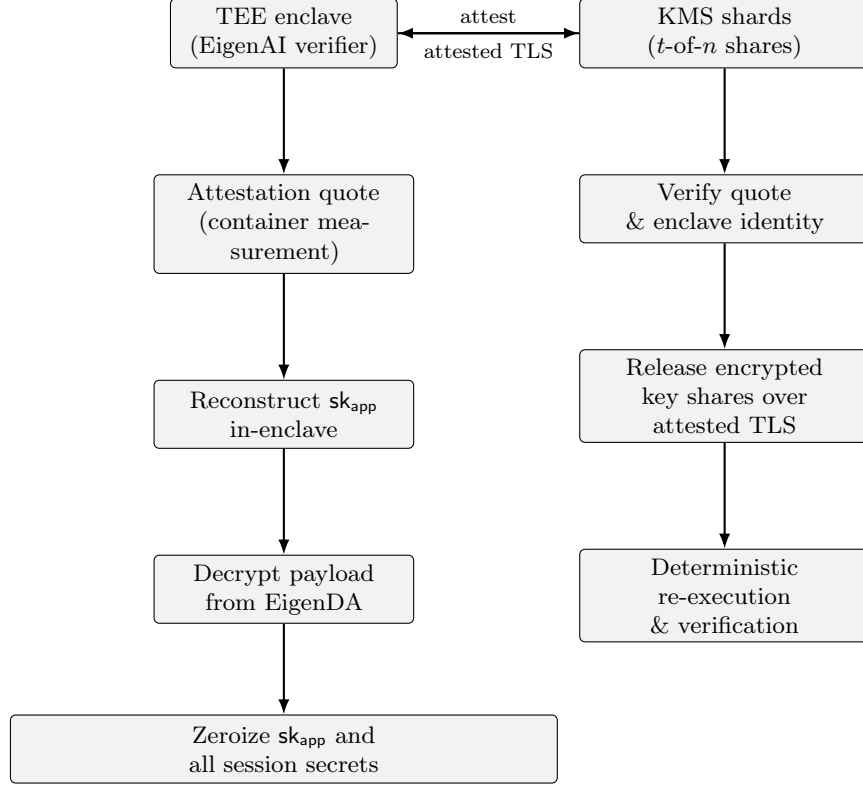 TEE enclave
(EigenAI verifier)
attest
attested TLS
KMS shards
(t-of-n shares)
Attestation quote
(container mea-
surement)
Verify quote
& enclave identity
Reconstruct sk_app
in-enclave
Release encrypted
key shares over
attested TLS
Decrypt payload
from EigenDA
Deterministic
re-execution
& verification
Zeroize sk_app and
all session secrets